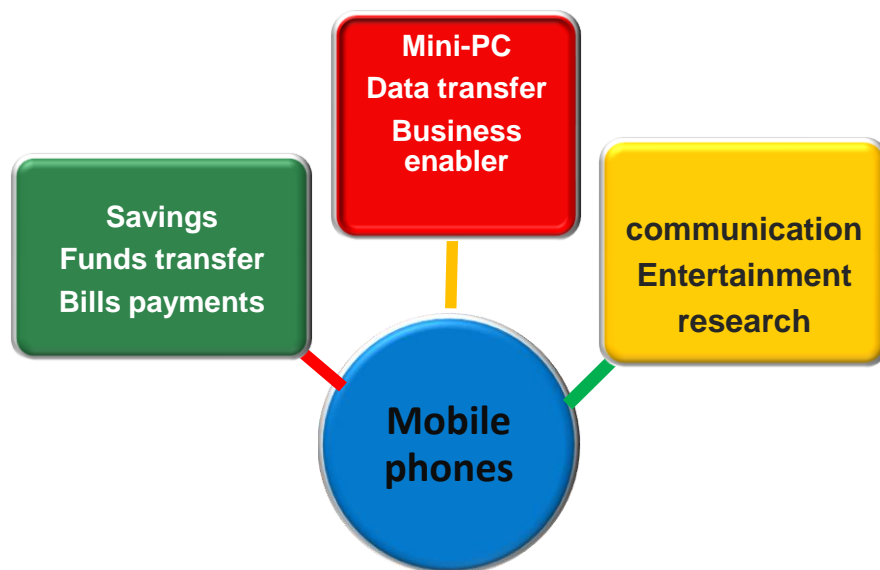 Mini-PC
Data transfer
Business
enabler
Savings
Funds transfer
Bills payments
communication
Entertainment
research
Mobile
phones